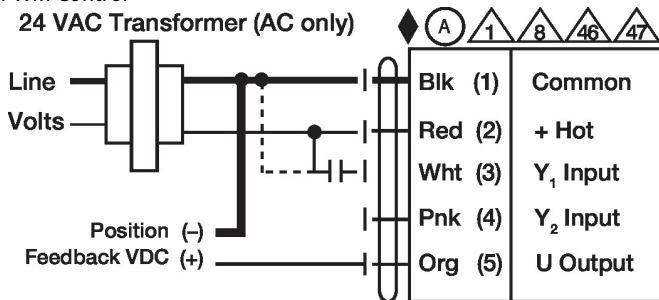 24 VAC Transformer (AC only)
A 1 8 46 47
Line
Volts
Blk (1) Common
Red (2) + Hot
Wht (3) Y1 Input
Pnk (4) Y2 Input
Org (5) U Output
Position (–)
Feedback VDC (+)